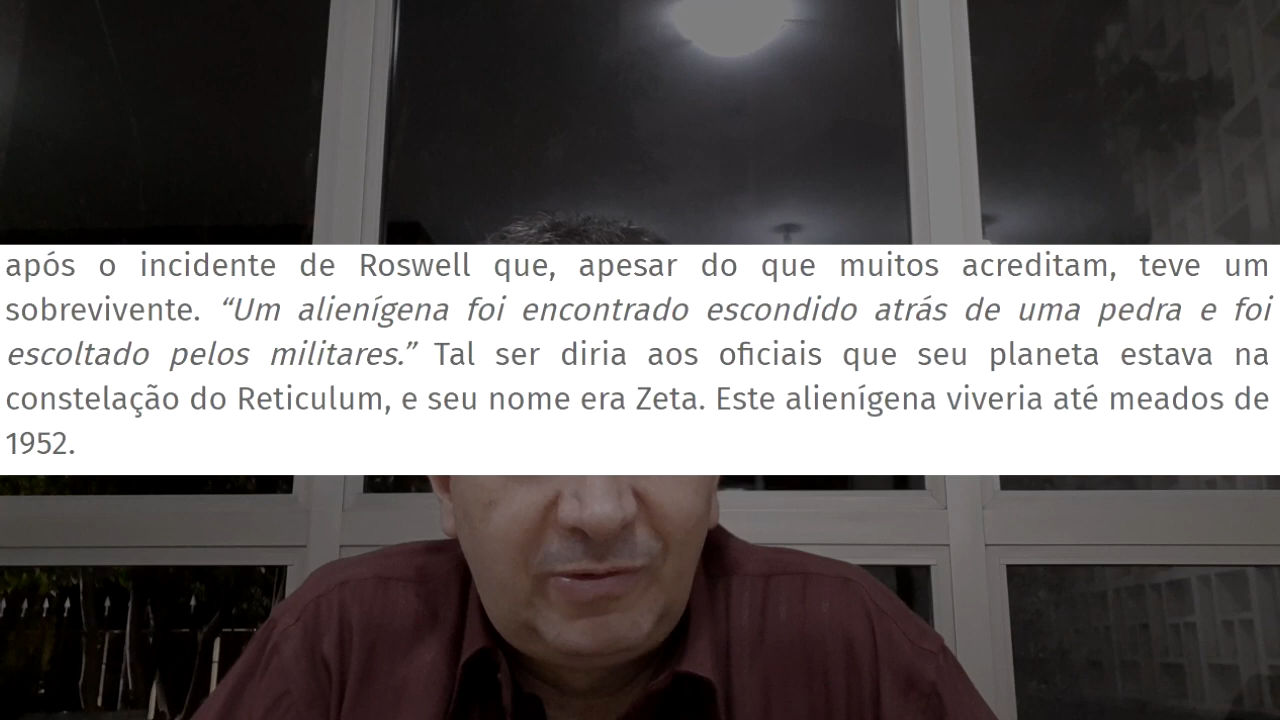 após o incidente de Roswell que, apesar do que muitos acreditam, teve um
sobrevivente. “Um alienígena foi encontrado escondido atrás de uma pedra e foi
escoltado pelos militares.” Tal ser diria aos oficiais que seu planeta estava na
constelação do Reticulum, e seu nome era Zeta. Este alienígena viveria até meados de
1952.